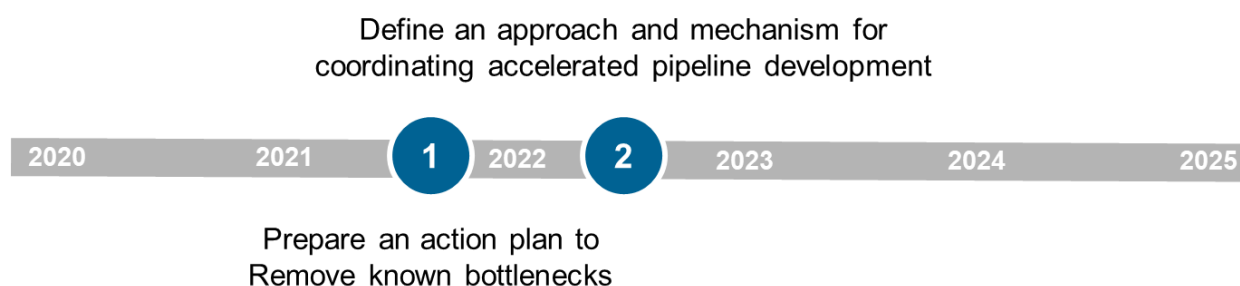 Define an approach and mechanism for
coordinating accelerated pipeline development
2020 2021 1 2022 2 2023 2024 2025
Prepare an action plan to
Remove known bottlenecks